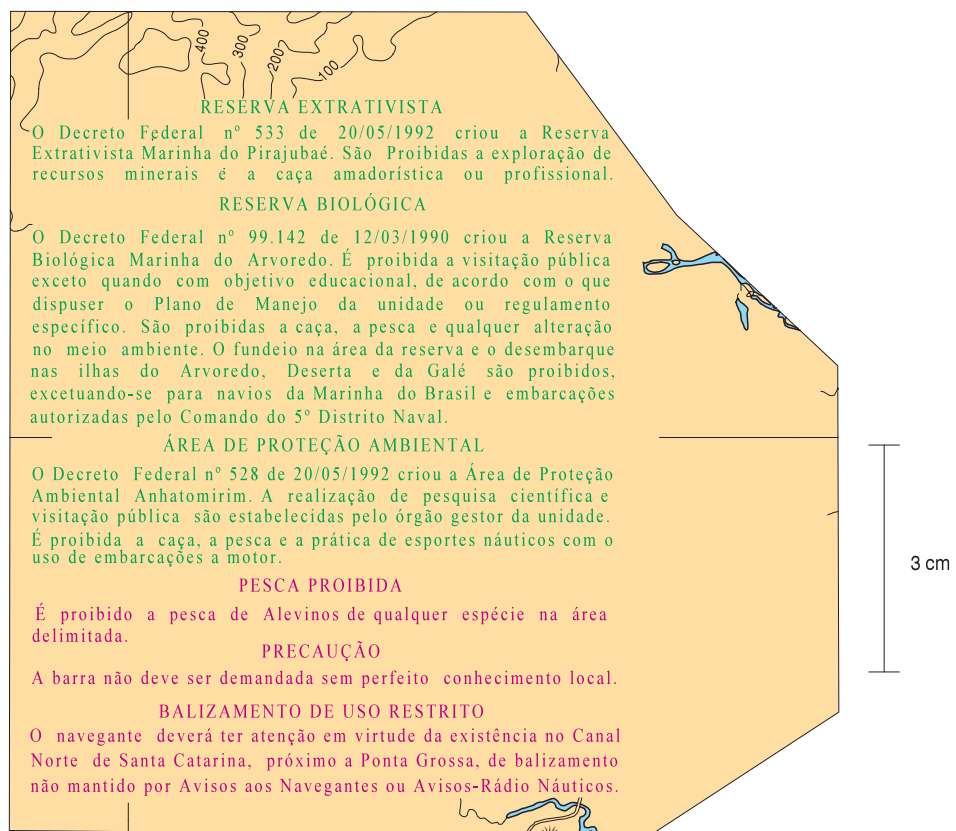 400
300
200
100
RESERVA EXTRATIVISTA
O Decreto Federal nº 533 de 20/05/1992 criou a Reserva
Extrativista Marinha do Pirajubaé. São Proibidas a exploração de
recursos minerais é a caça amadorística ou profissional.
RESERVA BIOLÓGICA
O Decreto Federal nº 99.142 de 12/03/1990 criou a Reserva
Biológica Marinha do Arvoredo. É proibida a visitação pública
exceto quando com objetivo educacional, de acordo com o que
dispuser o Plano de Manejo da unidade ou regulamento
específico. São proibidas a caça, a pesca e qualquer alteração
no meio ambiente. O fundeio na área da reserva e o desembarque
nas ilhas do Arvoredo, Deserta e da Galé são proibidos,
excetuando-se para navios da Marinha do Brasil e embarcações
autorizadas pelo Comando do 5º Distrito Naval.
ÁREA DE PROTEÇÃO AMBIENTAL
O Decreto Federal nº 528 de 20/05/1992 criou a Área de Proteção
Ambiental Anhatomirim. A realização de pesquisa científica e
visitação pública são estabelecidas pelo órgão gestor da unidade.
É proibida a caça, a pesca e a prática de esportes náuticos com o
uso de embarcações a motor.
PESCA PROIBIDA
É proibido a pesca de Alevinos de qualquer espécie na área
delimitada.
PRECAUÇÃO
A barra não deve ser demandada sem perfeito conhecimento local.
BALIZAMENTO DE USO RESTRITO
O navegante deverá ter atenção em virtude da existência no Canal
Norte de Santa Catarina, próximo a Ponta Grossa, de balizamento
não mantido por Avisos aos Navegantes ou Avisos-Rádio Náuticos.
3 cm